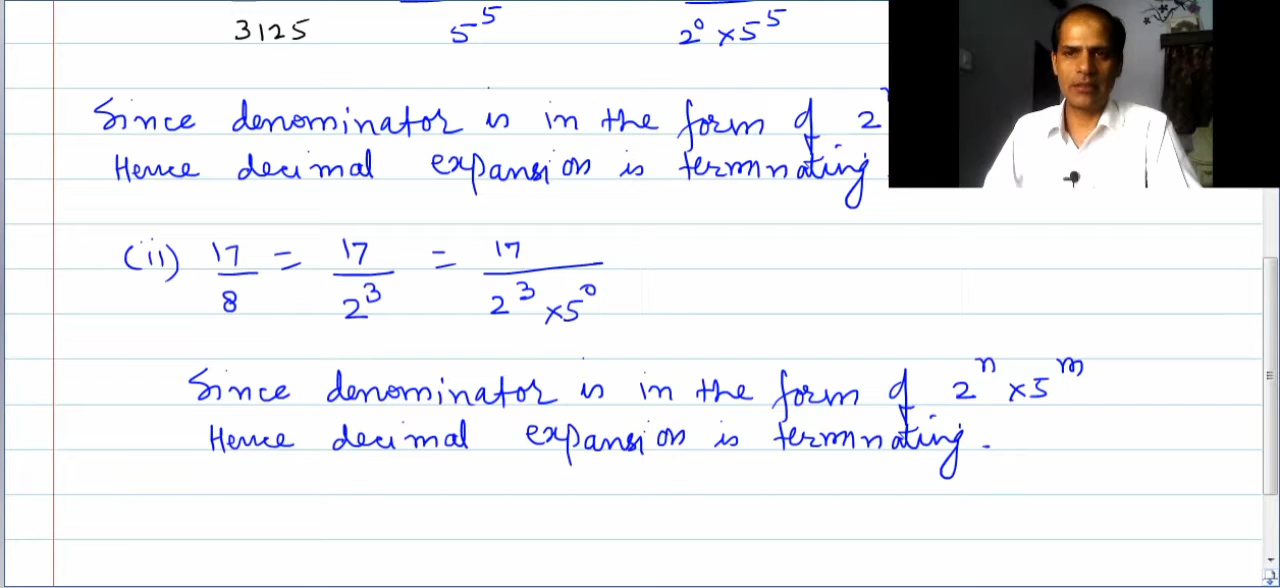 3125 5^5 2^0 × 5^5
Since denominator is in the form of 2
Hence decimal expansion is termnating
(ii) 17/8 = 17/2^3 = 17/2^3 × 5^0
Since denominator is in the form of 2^n × 5^m
Hence decimal expansion is termnating.